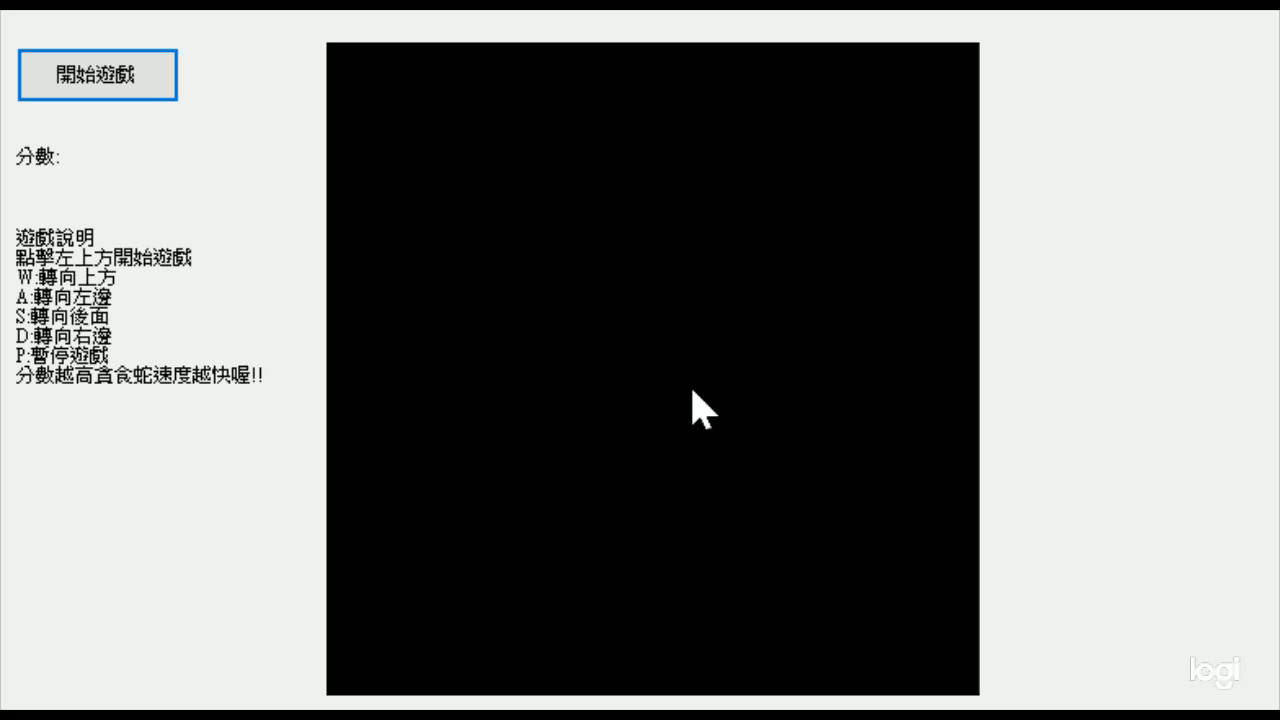 開始遊戲
分數:
遊戲說明
點擊左上方開始遊戲
W:轉向上方
A:轉向左邊
S:轉向後面
D:轉向右邊
P:暫停遊戲
分數越高貪食蛇速度越快喔!!
logi